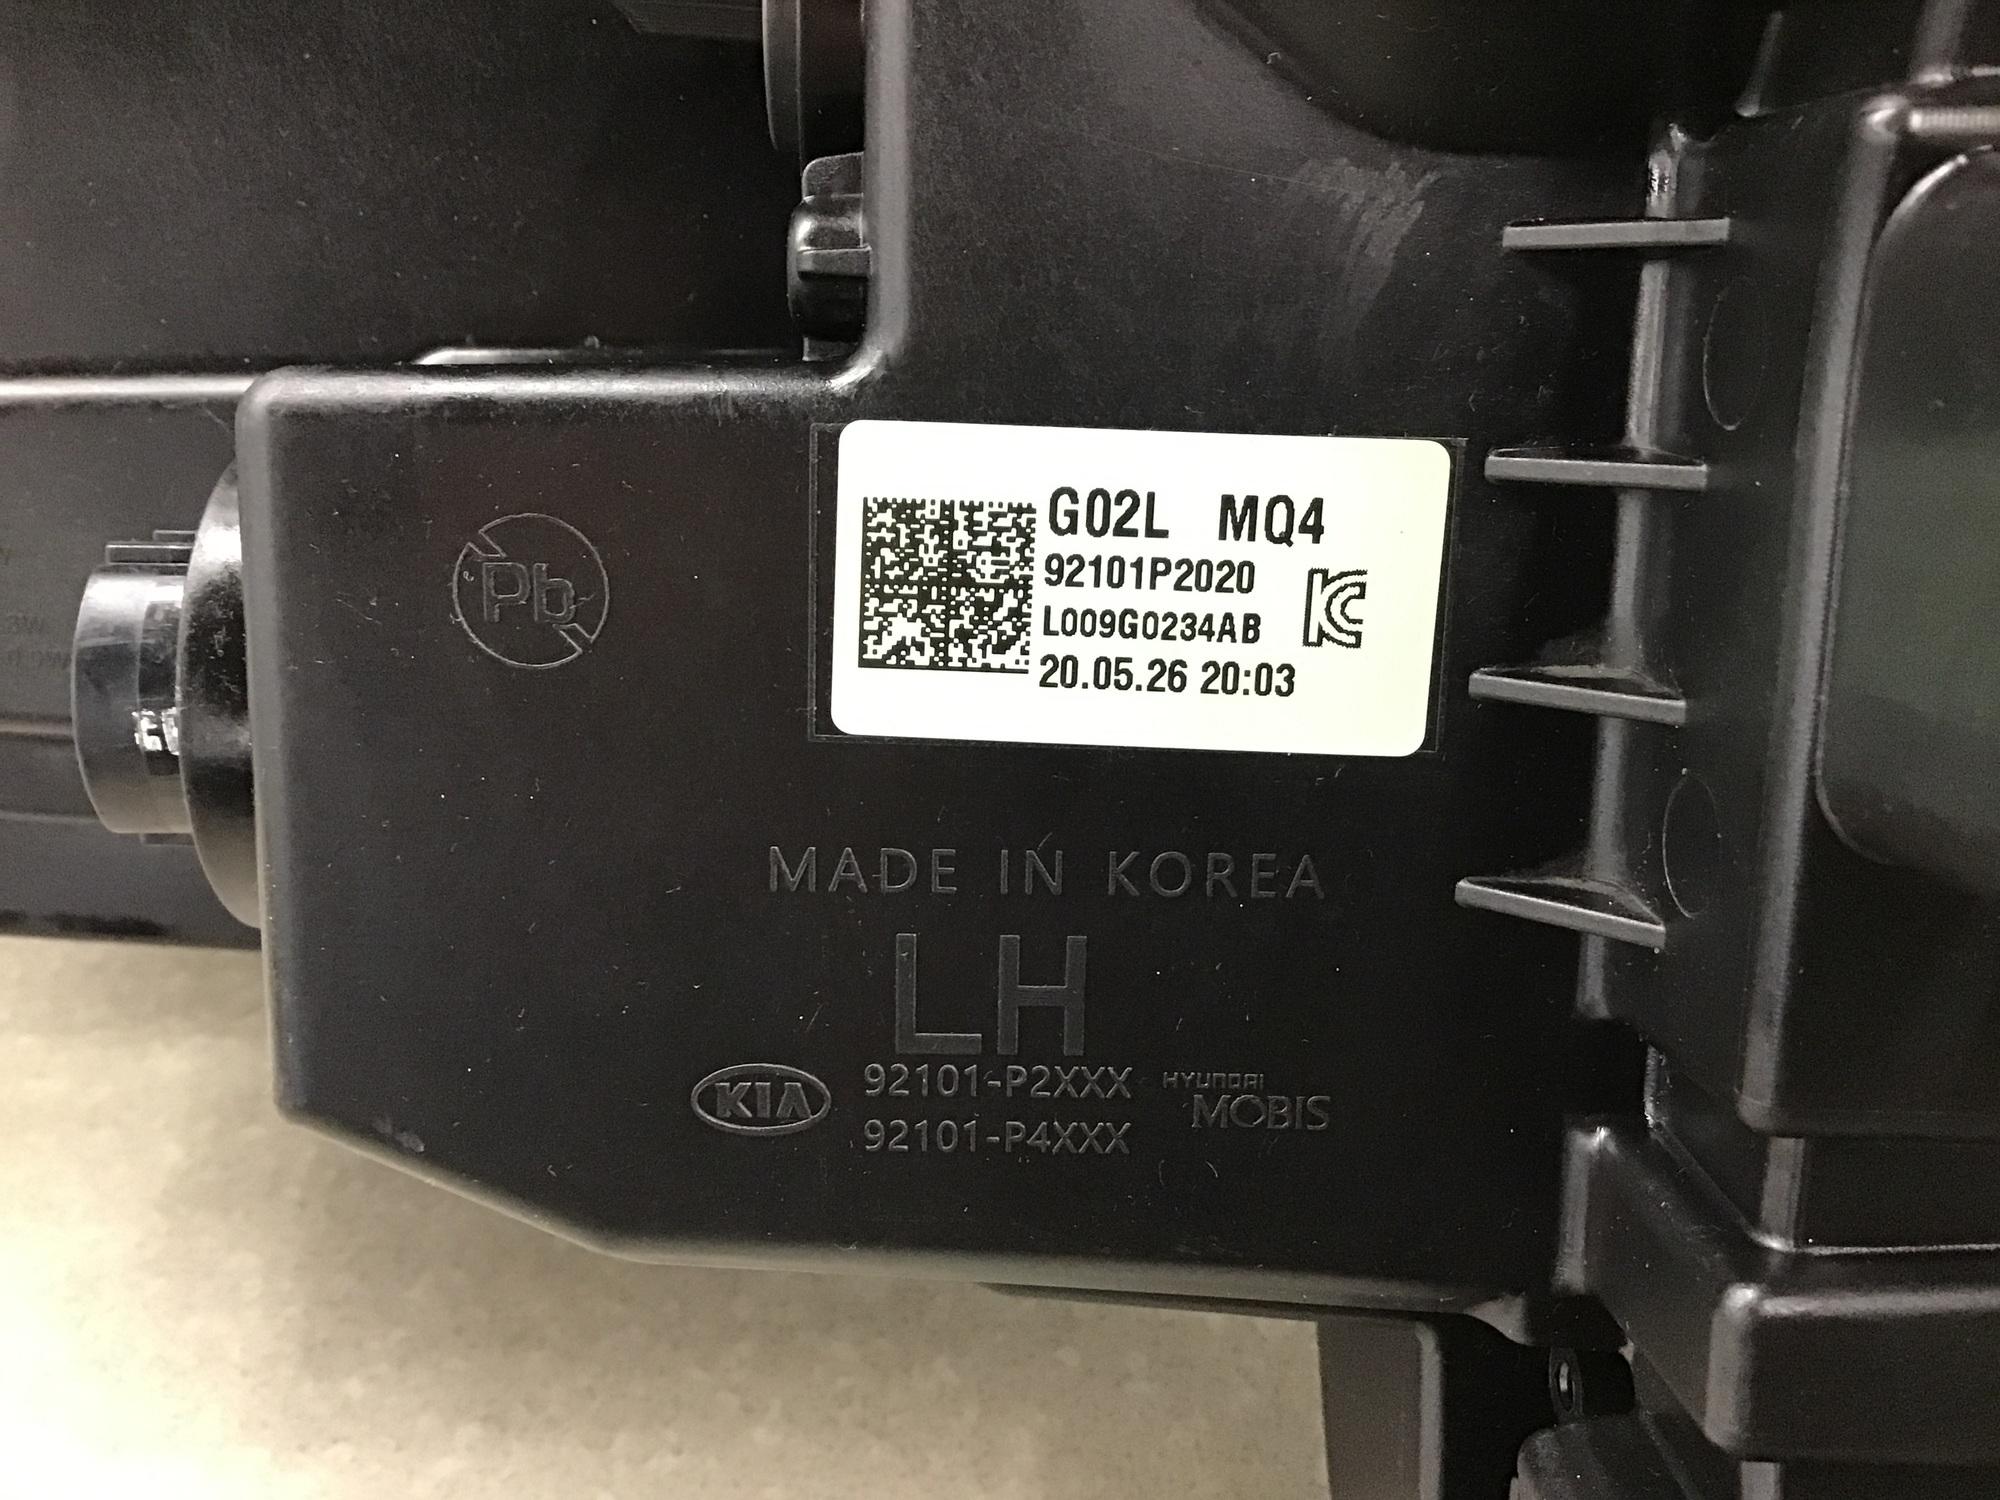 G02L MQ4
92101P2020
L009G0234AB
20.05.26 20:03
Pb
MADE IN KOREA
LH
KIA
92101-P2XXX
92101-P4XXX
HYUNDAI
MOBIS